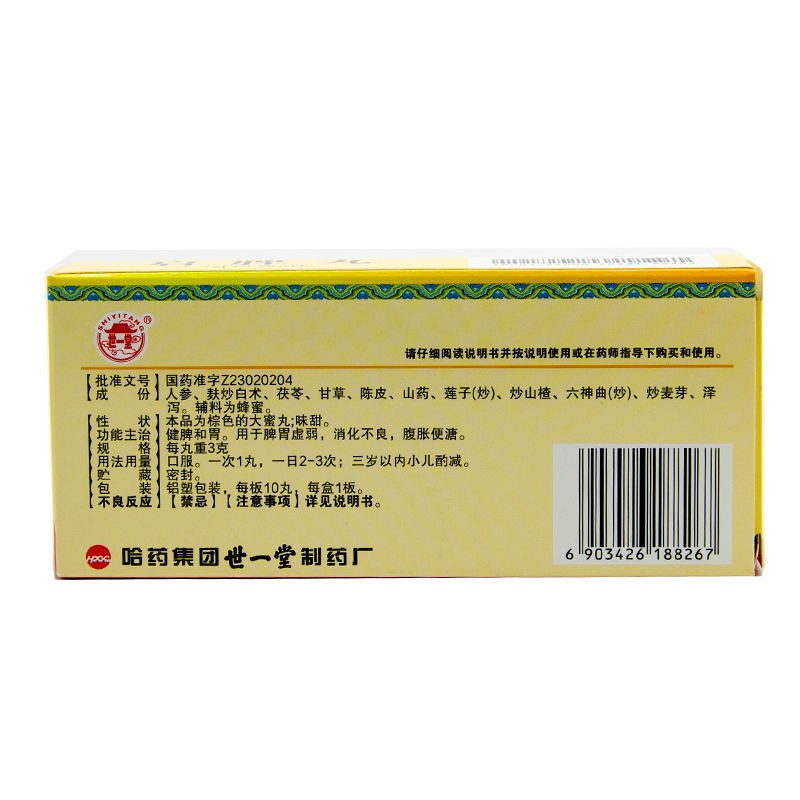 SHIYITANG
世一堂
请仔细阅读说明书并按说明使用或在药师指导下购买和使用。
【批准文号】国药准字Z23020204
【成 份】人参、麸炒白术、茯苓、甘草、陈皮、山药、莲子(炒)、炒山楂、六神曲(炒)、炒麦芽、泽
泻。辅料为蜂蜜。
【性 状】本品为棕色的大蜜丸;味甜。
【功能主治】健脾和胃。用于脾胃虚弱，消化不良，腹胀便溏。
【规 格】每丸重3克
【用法用量】口服。一次1丸，一日2-3次；三岁以内小儿酌减。
【贮 藏】密封。
【包 装】铝塑包装，每板10丸，每盒1板。
【不良反应】【禁忌】【注意事项】详见说明书。
哈药集团世一堂制药厂
6 903426 188267